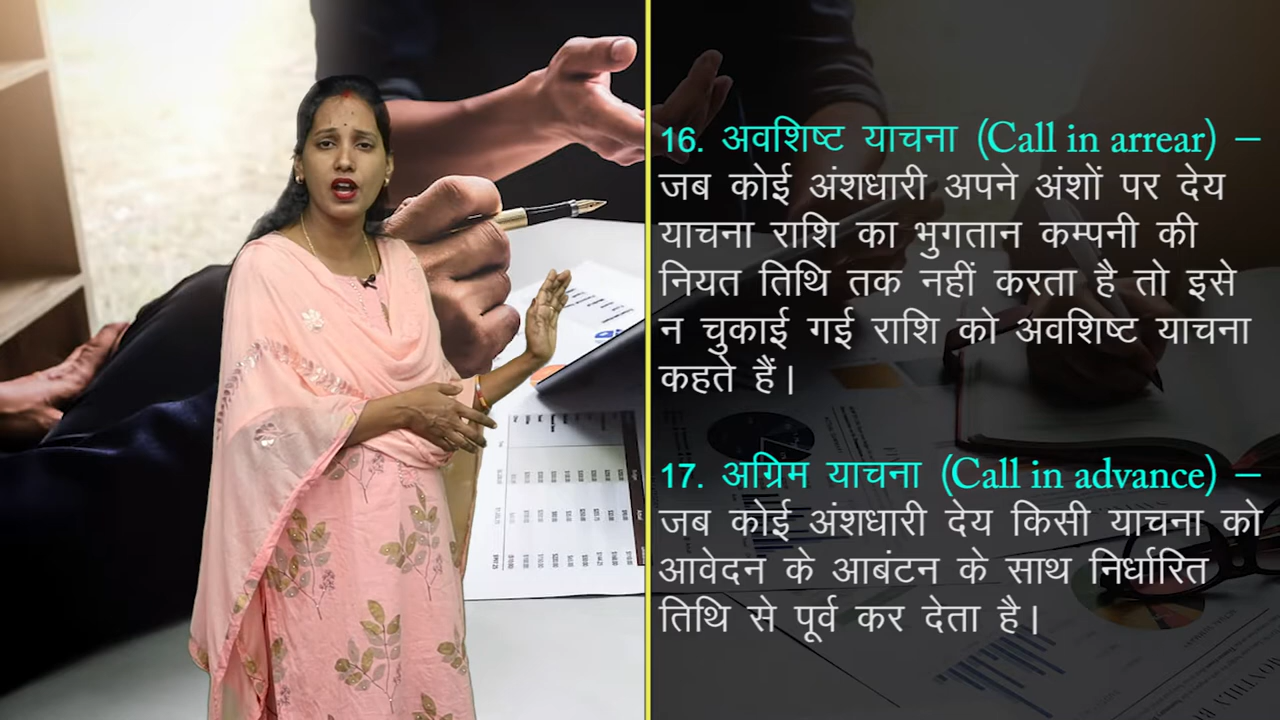 16. अवशिष्ट याचना (Call in arrear) –
जब कोई अंशधारी अपने अंशों पर देय
याचना राशि का भुगतान कम्पनी की
नियत तिथि तक नहीं करता है तो इसे
न चुकाई गई राशि को अवशिष्ट याचना
कहते हैं।
17. अग्रिम याचना (Call in advance) –
जब कोई अंशधारी देय किसी याचना को
आवेदन के आबंटन के साथ निर्धारित
तिथि से पूर्व कर देता है।